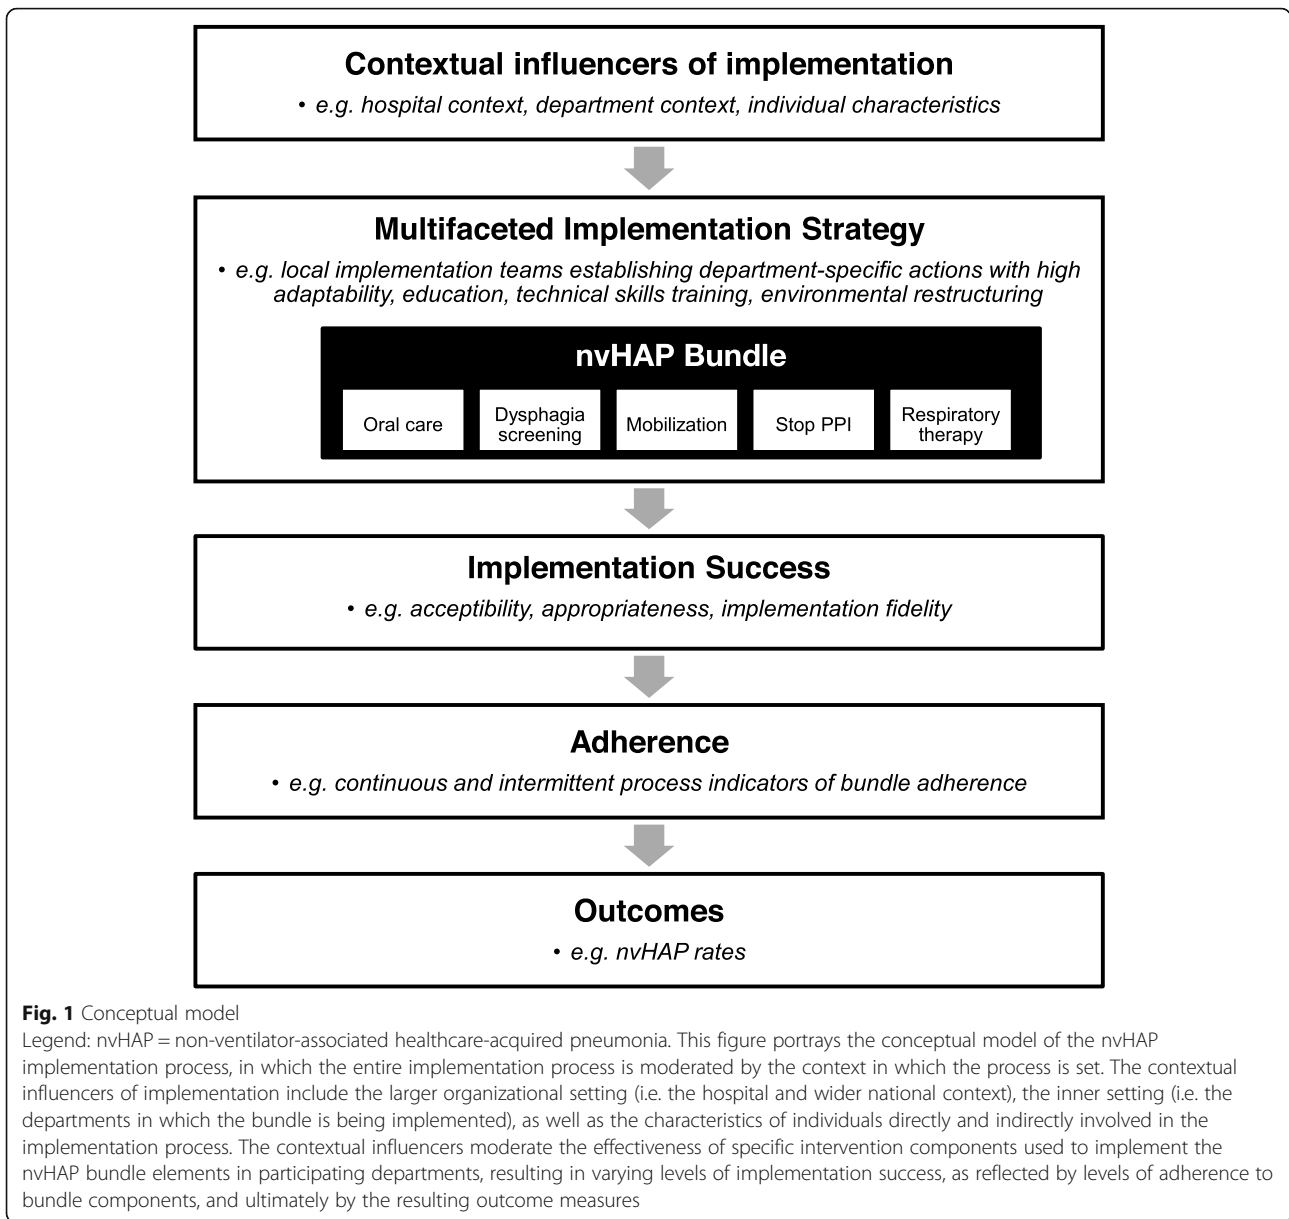 Contextual influencers of implementation
• e.g. hospital context, department context, individual characteristics
Multifaceted Implementation Strategy
• e.g. local implementation teams establishing department-specific actions with high
adaptability, education, technical skills training, environmental restructuring
nvHAP Bundle
Oral care
Dysphagia
screening
Mobilization
Stop PPI
Respiratory
therapy
Implementation Success
• e.g. acceptibility, appropriateness, implementation fidelity
Adherence
• e.g. continuous and intermittent process indicators of bundle adherence
Outcomes
• e.g. nvHAP rates
Fig. 1 Conceptual model
Legend: nvHAP = non-ventilator-associated healthcare-acquired pneumonia. This figure portrays the conceptual model of the nvHAP
implementation process, in which the entire implementation process is moderated by the context in which the process is set. The contextual
influencers of implementation include the larger organizational setting (i.e. the hospital and wider national context), the inner setting (i.e. the
departments in which the bundle is being implemented), as well as the characteristics of individuals directly and indirectly involved in the
implementation process. The contextual influencers moderate the effectiveness of specific intervention components used to implement the
nvHAP bundle elements in participating departments, resulting in varying levels of implementation success, as reflected by levels of adherence to
bundle components, and ultimately by the resulting outcome measures